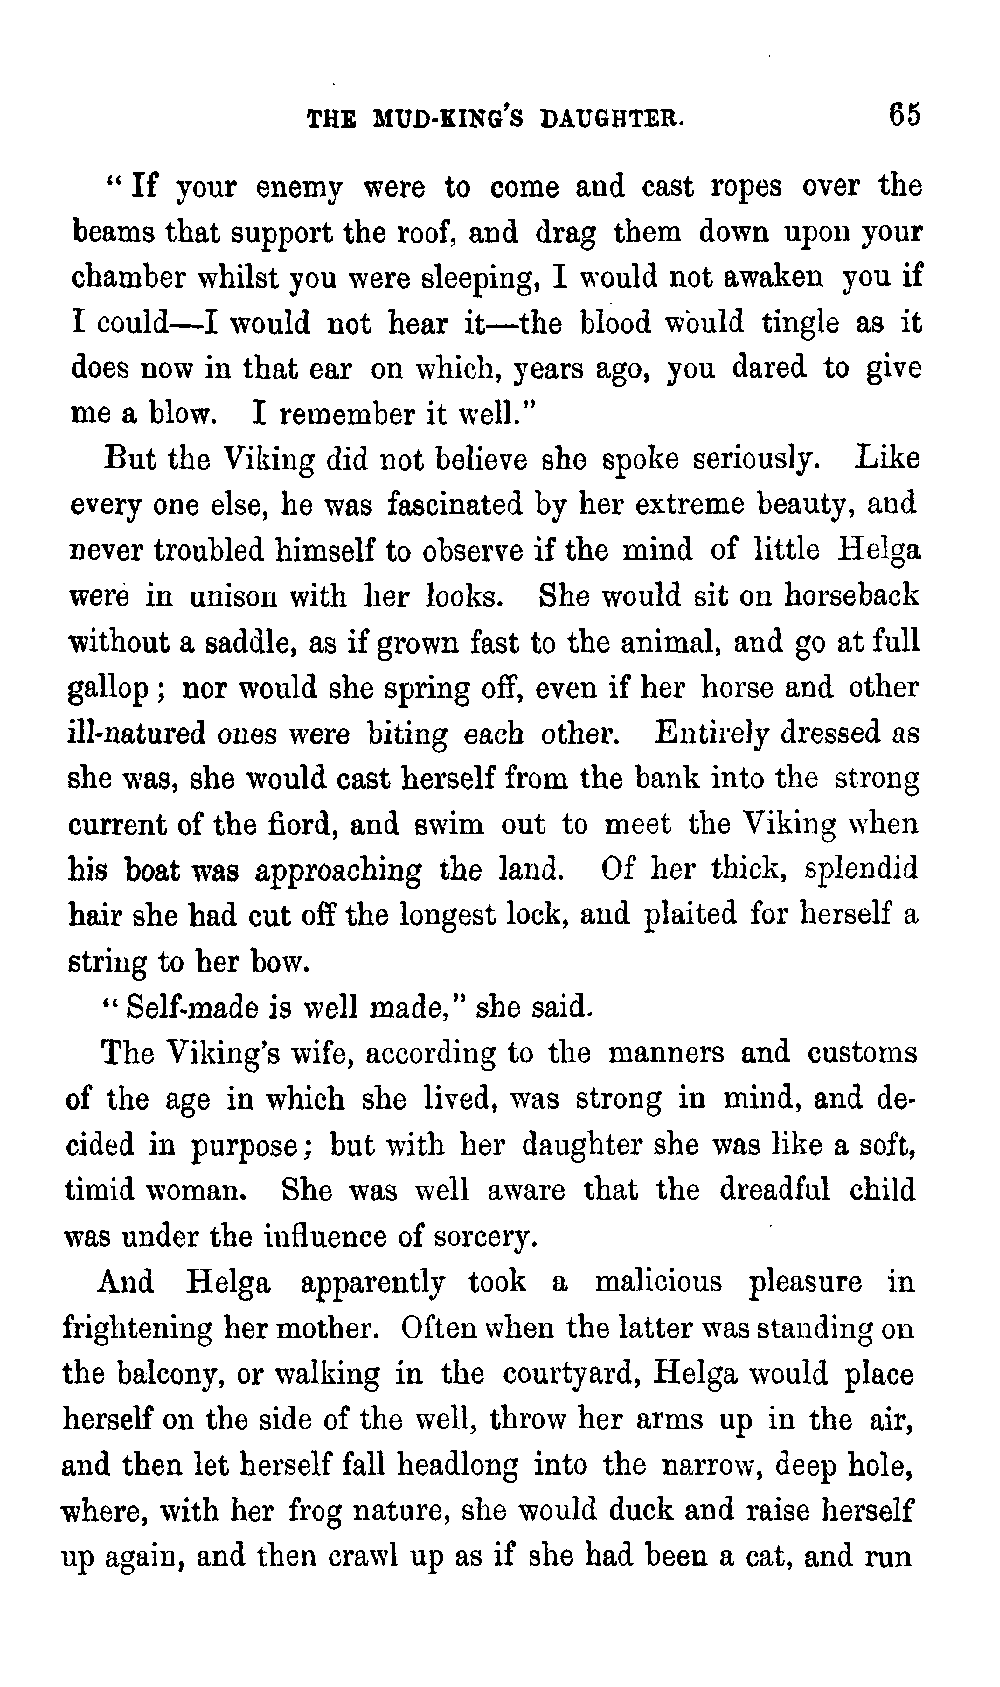 THE MUD-KING'S DAUGHTER. 65
" If your enemy were to come and cast ropes over the
beams that support the roof, and drag them down upon your
chamber whilst you were sleeping, I would not awaken you if
I could—I would not hear it—the blood would tingle as it
does now in that ear on which, years ago, you dared to give
me a blow. I remember it well."
But the Viking did not believe she spoke seriously. Like
every one else, he was fascinated by her extreme beauty, and
never troubled himself to observe if the mind of little Helga
were in unison with her looks. She would sit on horseback
without a saddle, as if grown fast to the animal, and go at full
gallop ; nor would she spring off, even if her horse and other
ill-natured ones were biting each other. Entirely dressed as
she was, she would cast herself from the bank into the strong
current of the fiord, and swim out to meet the Viking when
his boat was approaching the land. Of her thick, splendid
hair she had cut off the longest lock, and plaited for herself a
string to her bow.
" Self-made is well made," she said.
The Viking's wife, according to the manners and customs
of the age in which she lived, was strong in mind, and de-
cided in purpose ; but with her daughter she was like a soft,
timid woman. She was well aware that the dreadful child
was under the influence of sorcery.
And Helga apparently took a malicious pleasure in
frightening her mother. Often when the latter was standing on
the balcony, or walking in the courtyard, Helga would place
herself on the side of the well, throw her arms up in the air,
and then let herself fall headlong into the narrow, deep hole,
where, with her frog nature, she would duck and raise herself
up again, and then crawl up as if she had been a cat, and run